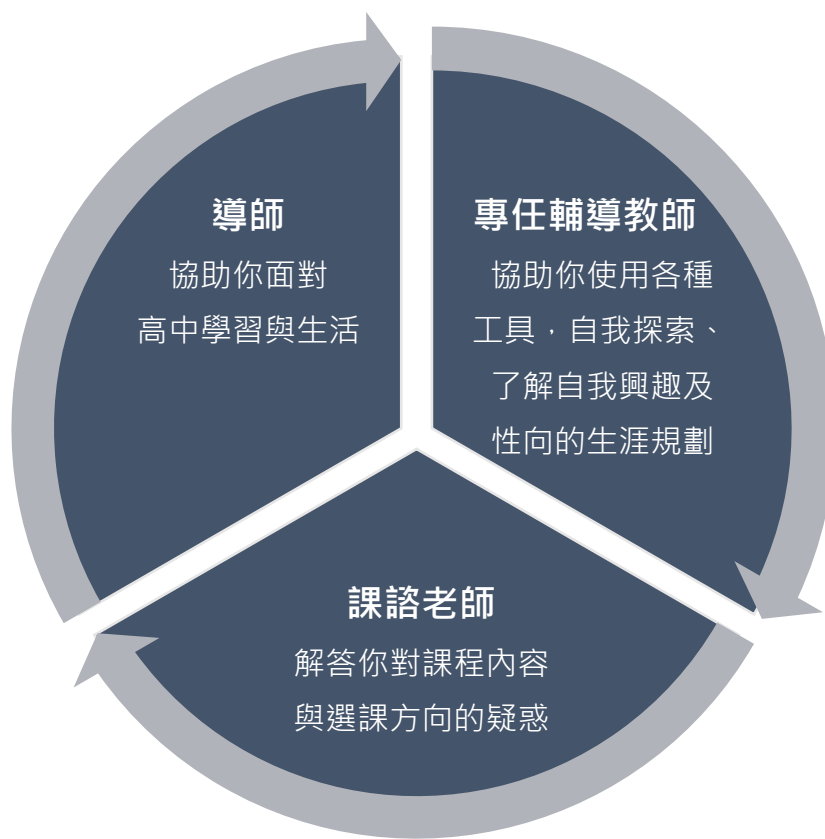 導師
協助你面對
高中學習與生活
專任輔導教師
協助你使用各種
工具，自我探索、
了解自我興趣及
性向的生涯規劃
課諮老師
解答你對課程內容
與選課方向的疑惑